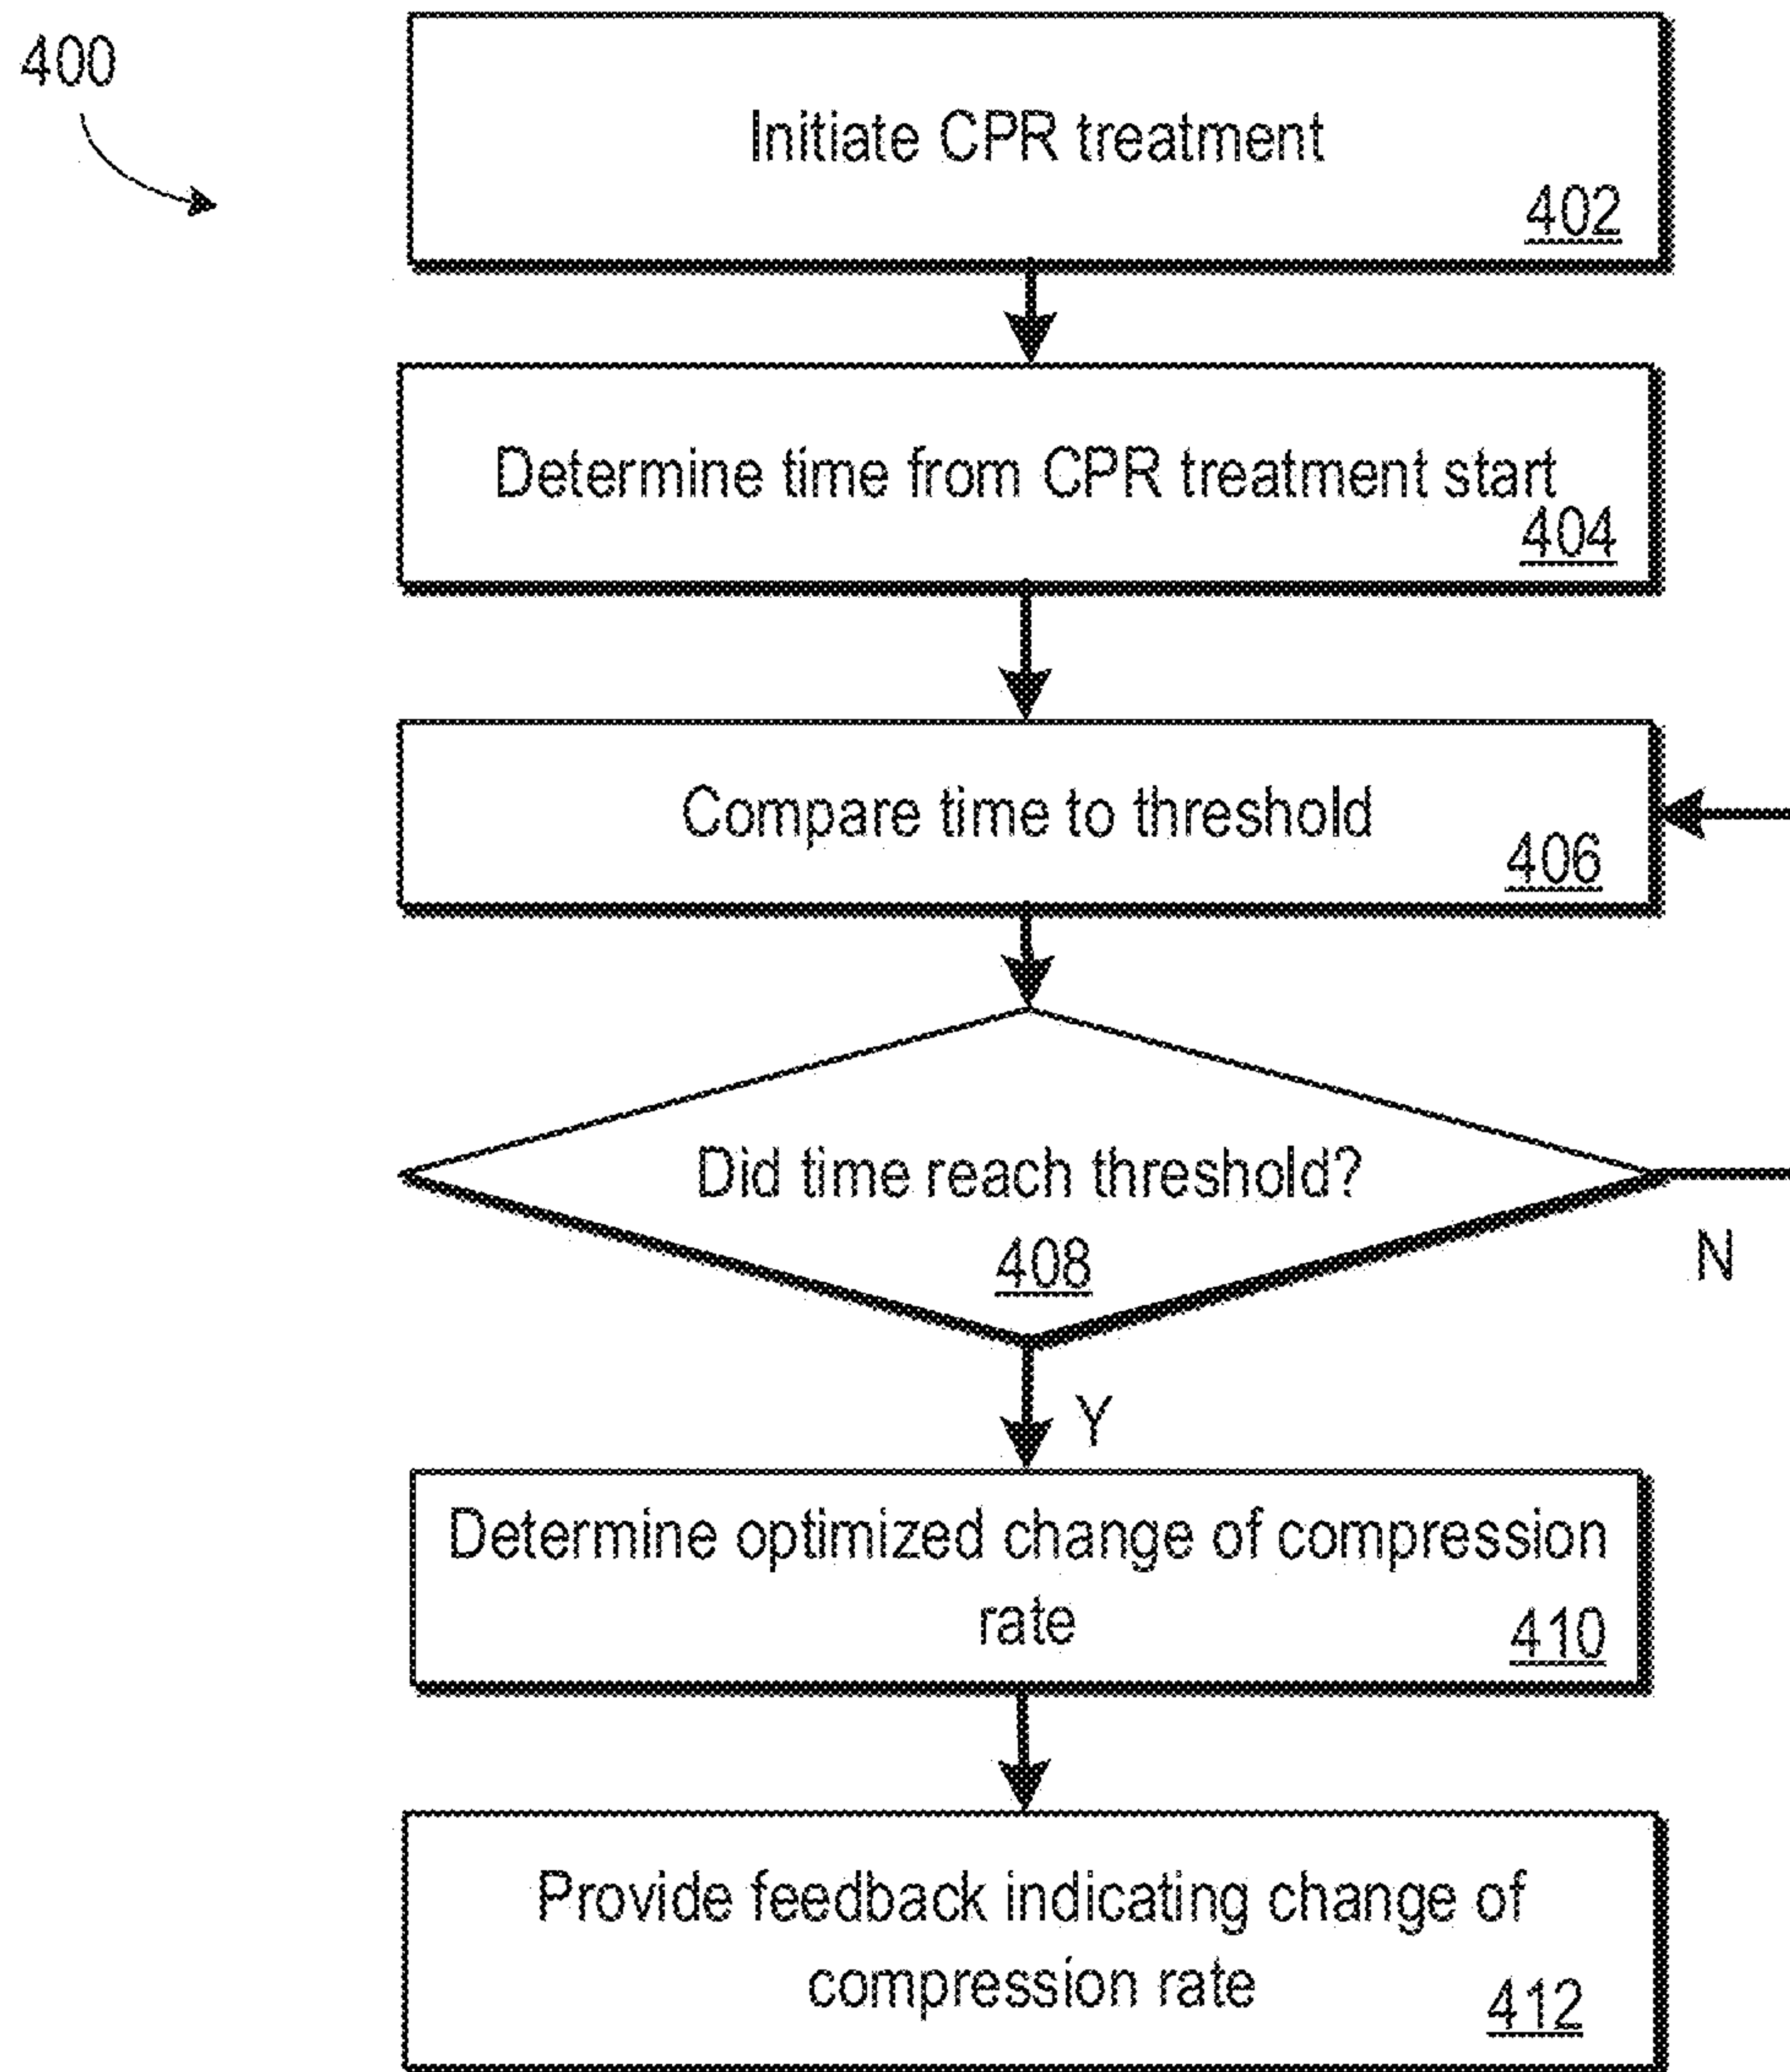 400
Initiate CPR treatment
402
Determine time from CPR treatment start
404
Compare time to threshold
406
Did time reach threshold?
408
N
Y
Determine optimized change of compression
rate
410
Provide feedback indicating change of
compression rate
412